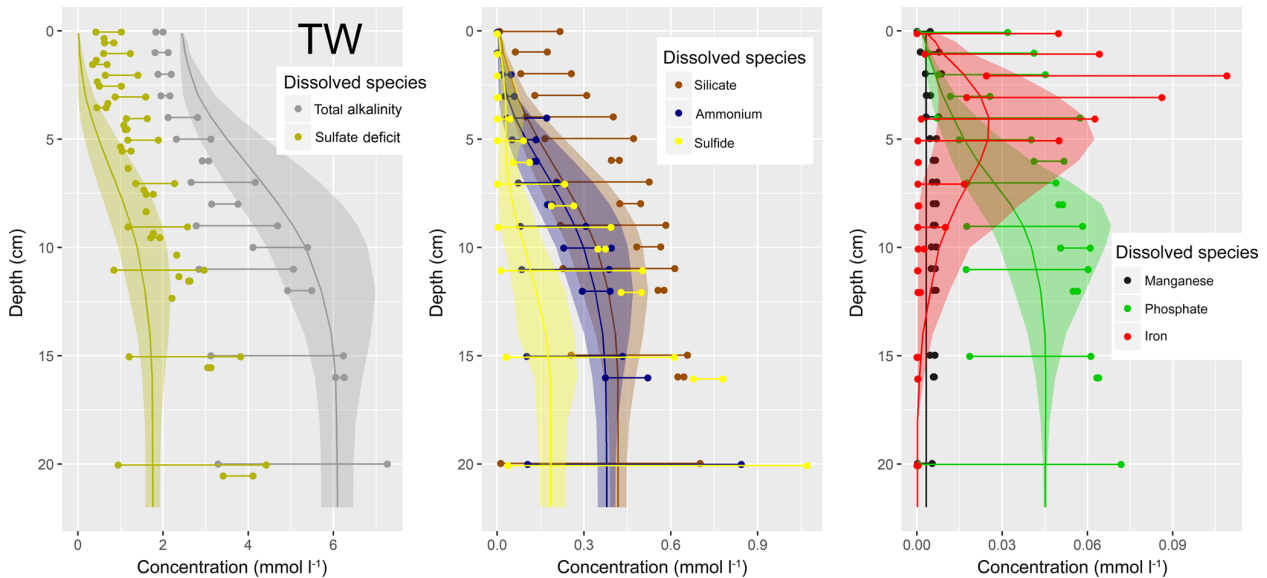 TW
Dissolved species
Total alkalinity
Sulfate deficit
0
5
10
15
20
Depth (cm)
0
2
4
6
Concentration (mmol l⁻¹)
Dissolved species
Silicate
Ammonium
Sulfide
0
5
10
15
20
Depth (cm)
0.0
0.3
0.6
0.9
Concentration (mmol l⁻¹)
Dissolved species
Manganese
Phosphate
Iron
0
5
10
15
20
Depth (cm)
0.00
0.03
0.06
0.09
Concentration (mmol l⁻¹)